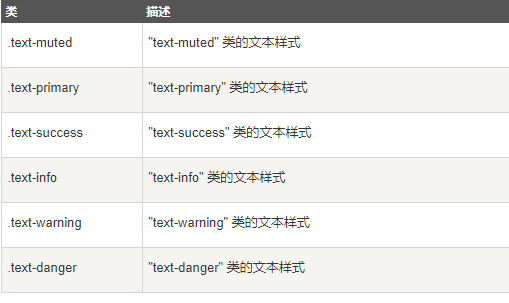 类 描述
.text-muted "text-muted" 类的文本样式
.text-primary "text-primary" 类的文本样式
.text-success "text-success" 类的文本样式
.text-info "text-info" 类的文本样式
.text-warning "text-warning" 类的文本样式
.text-danger "text-danger" 类的文本样式